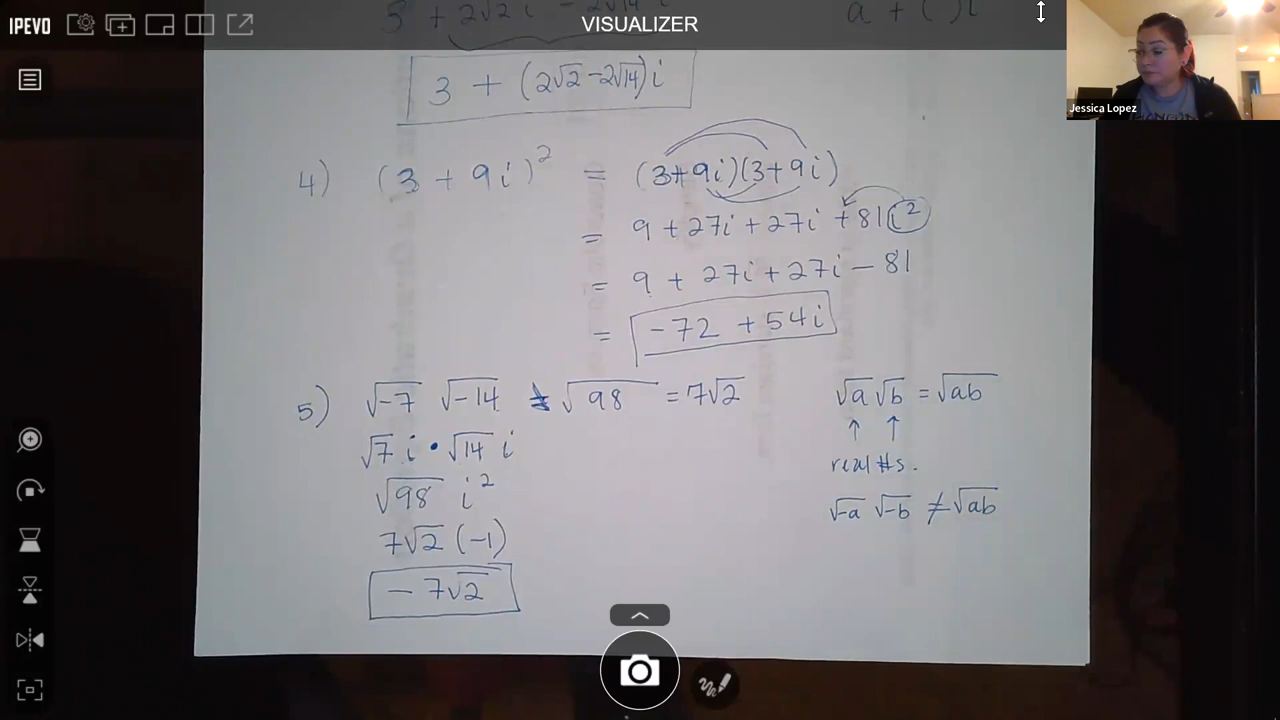 IPEVO
VISUALIZER
Jessica Lopez
3 + (2√2 - 2√14)i
4) (3 + 9i)² = (3+9i)(3+9i)
= 9 + 27i + 27i + 81i²
= 9 + 27i + 27i - 81
= -72 + 54i
5) √-7 √-14 ≠ √98 = 7√2
√7 i • √14 i
√98 i²
7√2 (-1)
- 7√2
√a √b = √ab
↑ ↑
real #s.
√-a √-b ≠ √ab